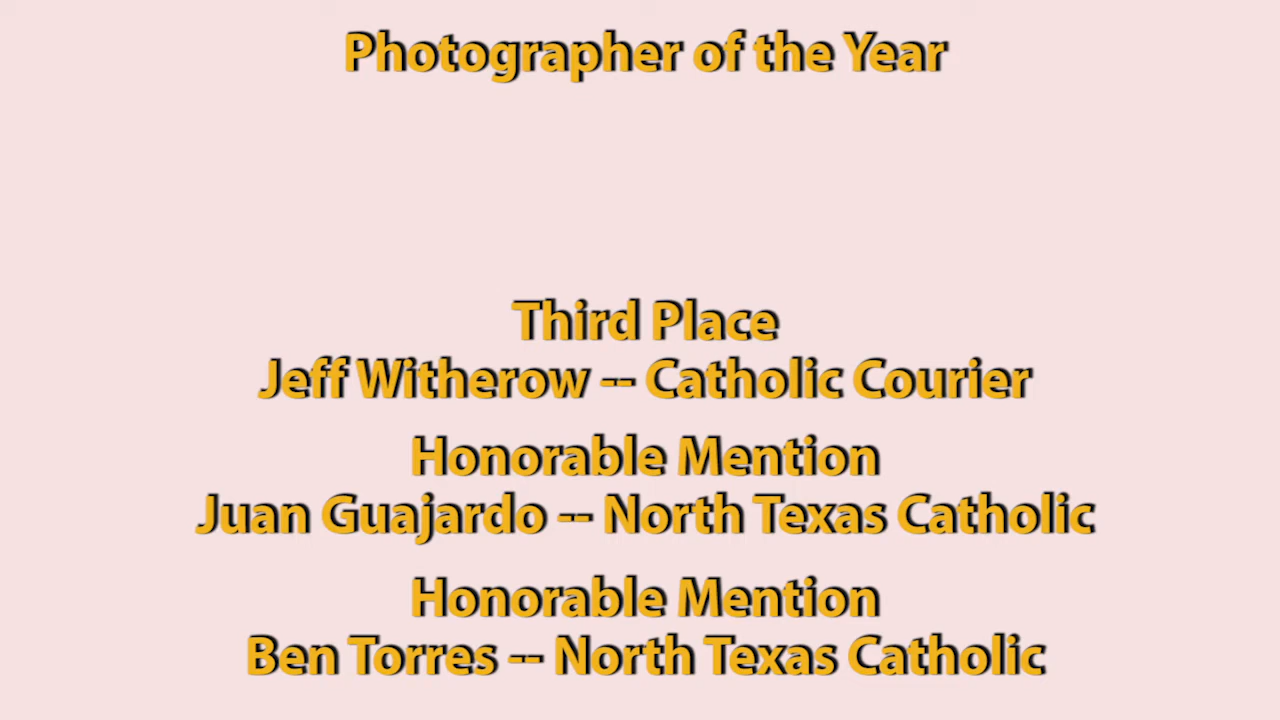 Photographer of the Year
Third Place
Jeff Witherow -- Catholic Courier
Honorable Mention
Juan Guajardo -- North Texas Catholic
Honorable Mention
Ben Torres -- North Texas Catholic